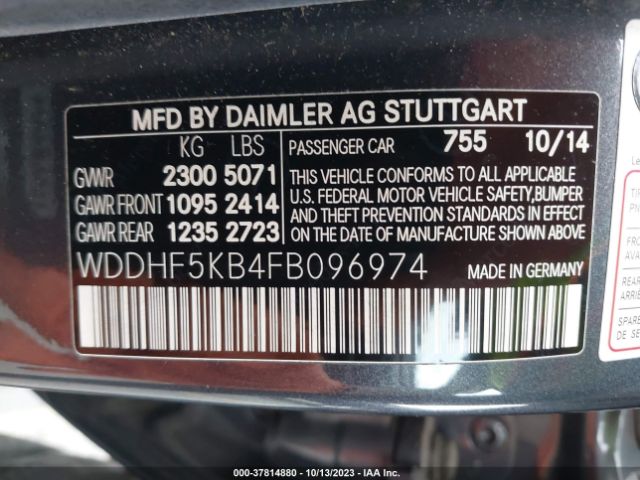 MFD BY DAIMLER AG STUTTGART
KG LBS
GVWR 2300 5071
GAWR FRONT 1095 2414
GAWR REAR 1235 2723
PASSENGER CAR 755 10/14
THIS VEHICLE CONFORMS TO ALL APPLICABLE
U.S. FEDERAL MOTOR VEHICLE SAFETY,BUMPER
AND THEFT PREVENTION STANDARDS IN EFFECT
ON THE DATE OF MANUFACTURE SHOWN ABOVE
WDDHF5KB4FB096974 MADE IN GERMANY
000-37814880 - 10/13/2023 - IAA Inc.